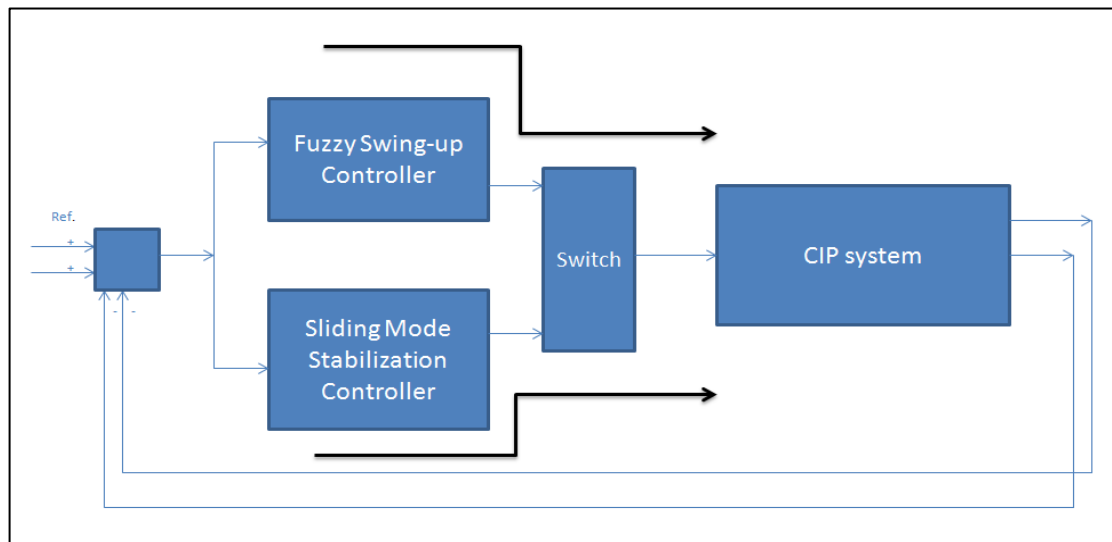 Fuzzy Swing-up
Controller
Ref.
+
+
Switch
CIP system
- -
Sliding Mode
Stabilization
Controller